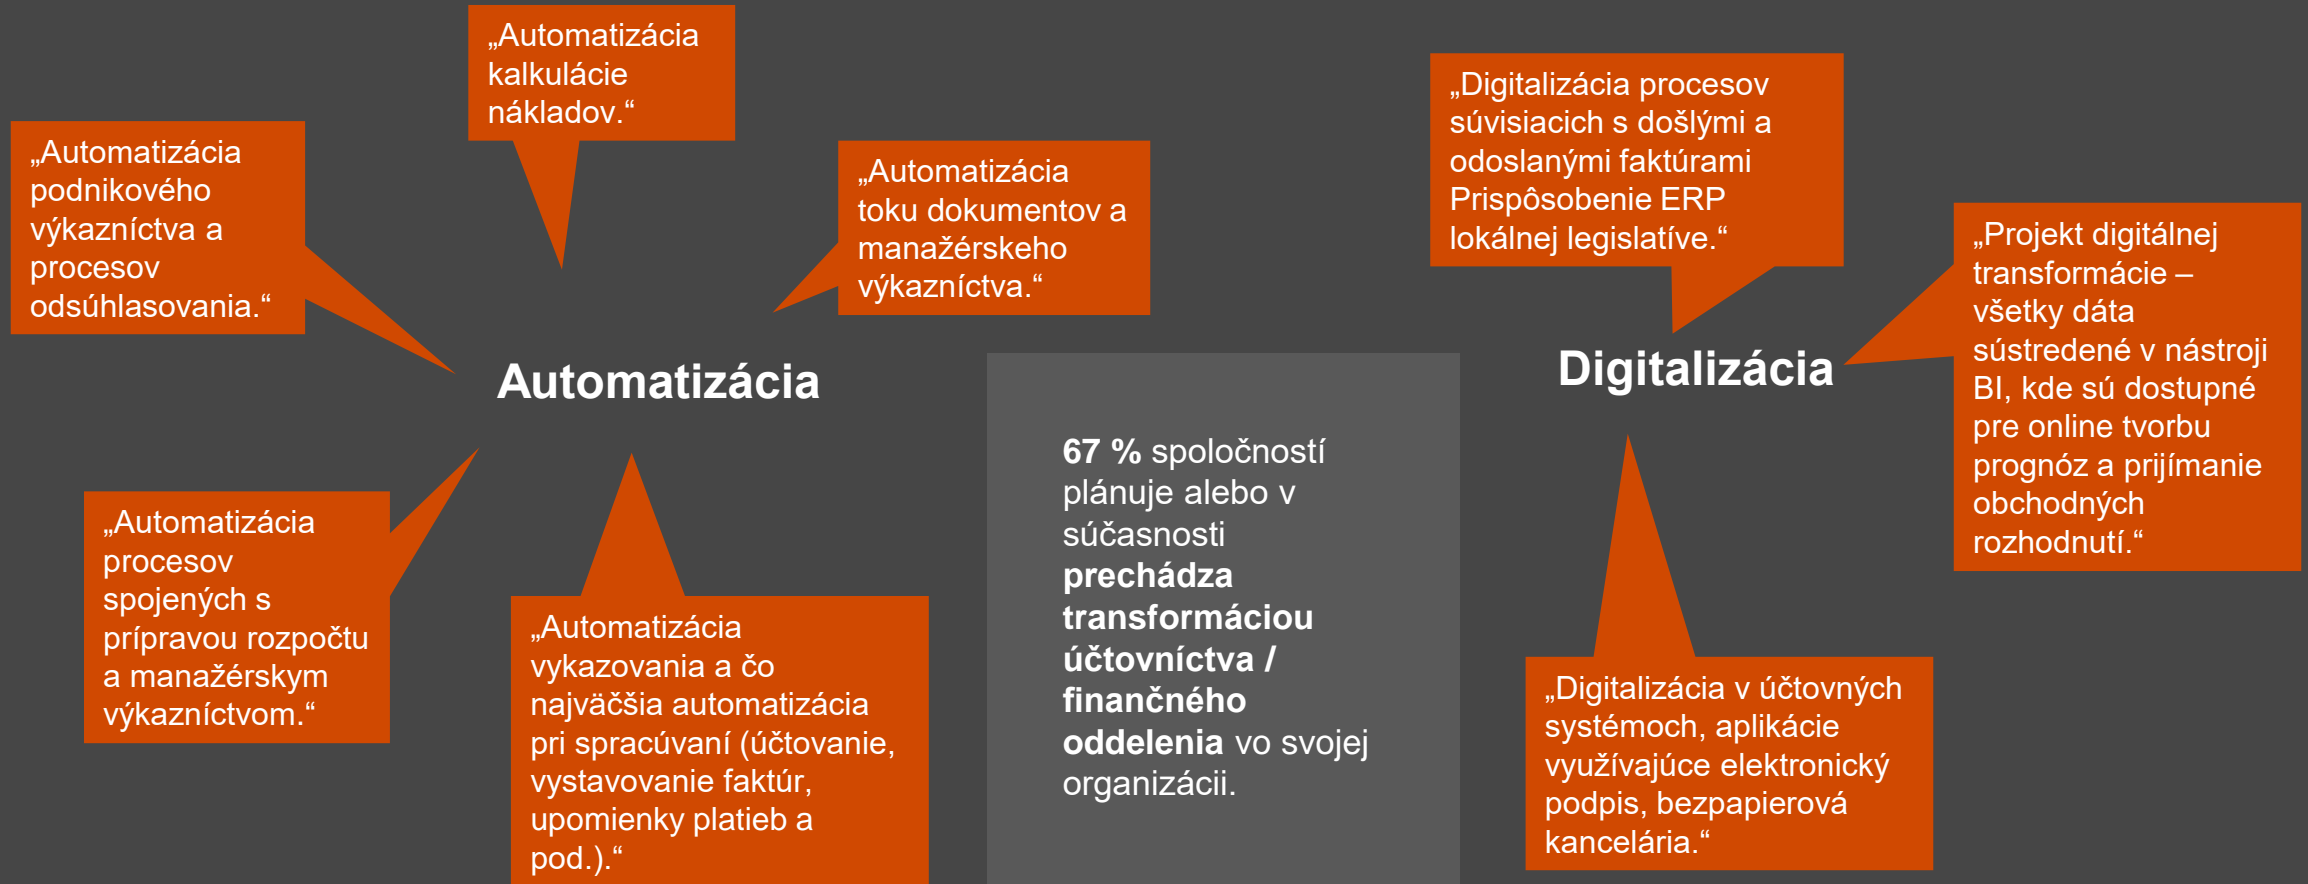 „Automatizácia
kalkulácie
nákladov.“
„Automatizácia
podnikového
výkazníctva a
procesov
odsúhlasovania.“
„Automatizácia
toku dokumentov a
manažérskeho
výkazníctva.“
Automatizácia
„Automatizácia
procesov
spojených s
prípravou rozpočtu
a manažérskym
výkazníctvom.“
„Automatizácia
vykazovania a čo
najväčšia automatizácia
pri spracúvaní (účtovanie,
vystavovanie faktúr,
upomienky platieb a
pod.).“
67 % spoločností
plánuje alebo v
súčasnosti
prechádza
transformáciou
účtovníctva /
finančného
oddelenia vo svojej
organizácii.
„Digitalizácia procesov
súvisiacich s došlými a
odoslanými faktúrami
Prispôsobenie ERP
lokálnej legislatíve.“
„Projekt digitálnej
transformácie –
všetky dáta
sústredené v nástroji
BI, kde sú dostupné
pre online tvorbu
prognóz a prijímanie
obchodných
rozhodnutí.“
Digitalizácia
„Digitalizácia v účtovných
systémoch, aplikácie
využívajúce elektronický
podpis, bezpapierová
kancelária.“